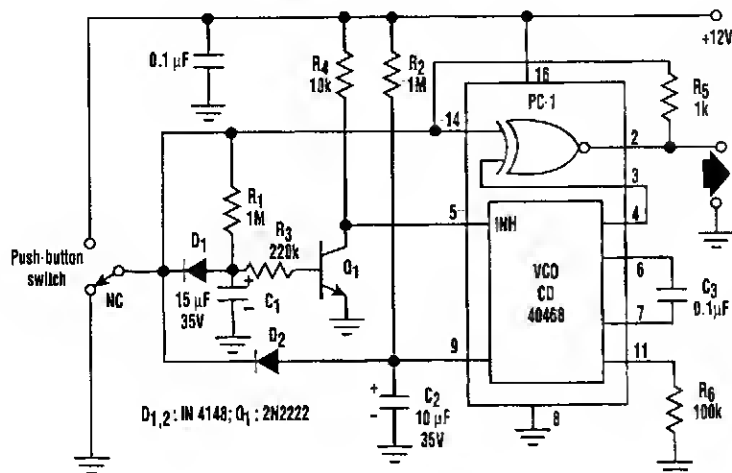 +12V
0.1 µF
R4
10k
R2
1M
16
PC-1
R5
1k
14
2
3
R1
1M
5
INH
4
D1
R3
220k
Q1
Push-button
switch
NC
15 µF
35V
+
-
C1
VCO
CD
4046B
6
7
C3
0.1µF
D2
9
11
+
-
C2
10 µF
35V
R6
100k
D1,2: IN 4148; Q1: 2N2222
8